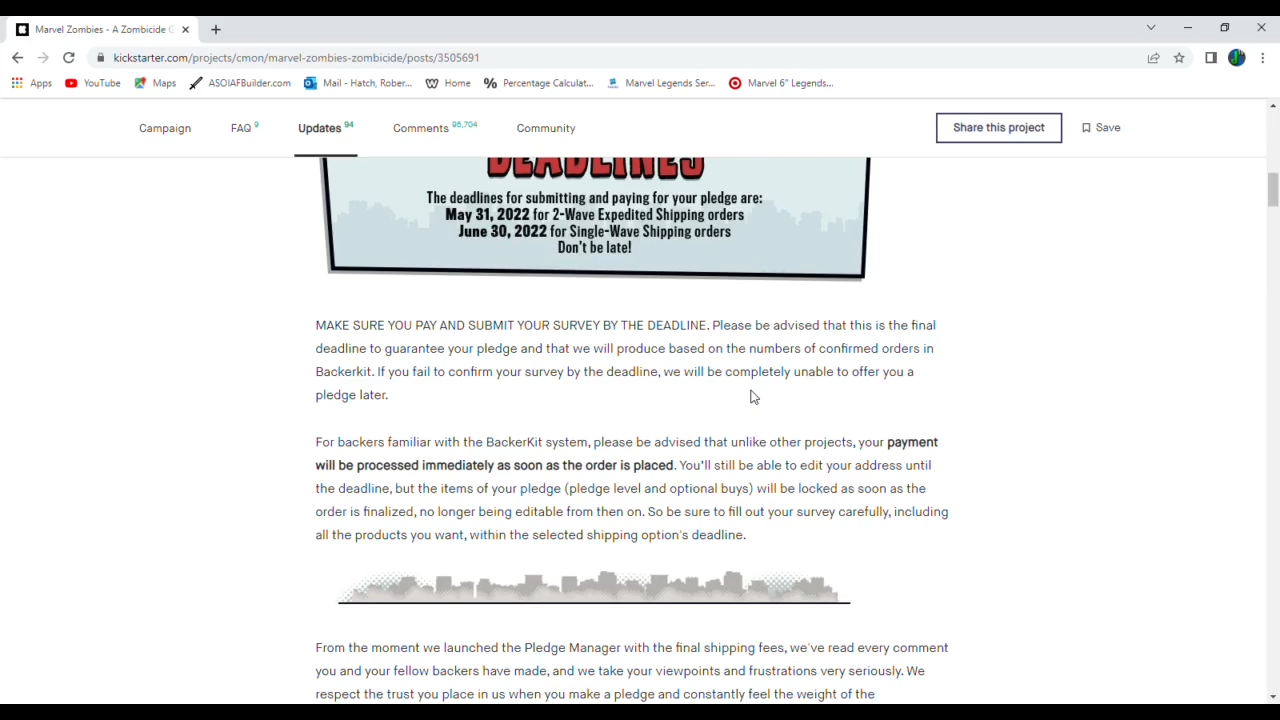 Marvel Zombies - A Zombicide G
kickstarter.com/projects/cmon/marvel-zombies-zombicide/posts/3505691
Apps YouTube Maps ASOIAFBuilder.com Mail - Hatch, Rober... Home Percentage Calculat... Marvel Legends Ser... Marvel 6" Legends...
Campaign FAQ 9 Updates 94 Comments 96,704 Community Share this project Save
DEADLINES
The deadlines for submitting and paying for your pledge are:
May 31, 2022 for 2-Wave Expedited Shipping orders
June 30, 2022 for Single-Wave Shipping orders
Don't be late!
MAKE SURE YOU PAY AND SUBMIT YOUR SURVEY BY THE DEADLINE. Please be advised that this is the final
deadline to guarantee your pledge and that we will produce based on the numbers of confirmed orders in
Backerkit. If you fail to confirm your survey by the deadline, we will be completely unable to offer you a
pledge later.
For backers familiar with the BackerKit system, please be advised that unlike other projects, your payment
will be processed immediately as soon as the order is placed. You'll still be able to edit your address until
the deadline, but the items of your pledge (pledge level and optional buys) will be locked as soon as the
order is finalized, no longer being editable from then on. So be sure to fill out your survey carefully, including
all the products you want, within the selected shipping option's deadline.
From the moment we launched the Pledge Manager with the final shipping fees, we've read every comment
you and your fellow backers have made, and we take your viewpoints and frustrations very seriously. We
respect the trust you place in us when you make a pledge and constantly feel the weight of the